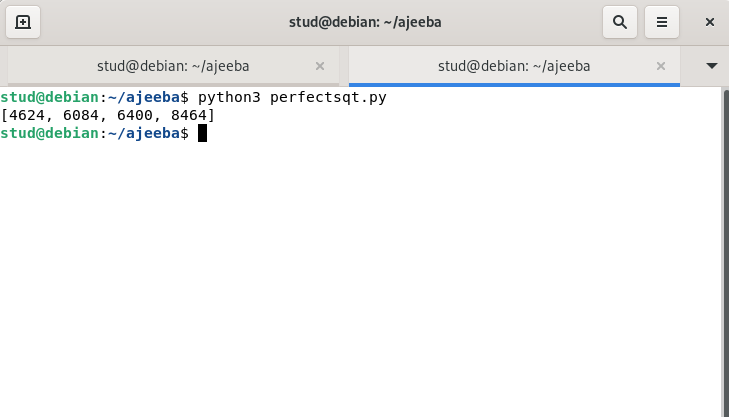 stud@debian: ~/ajeeba
stud@debian: ~/ajeeba
stud@debian: ~/ajeeba
stud@debian:~/ajeeba$ python3 perfectsqt.py
[4624, 6084, 6400, 8464]
stud@debian:~/ajeeba$